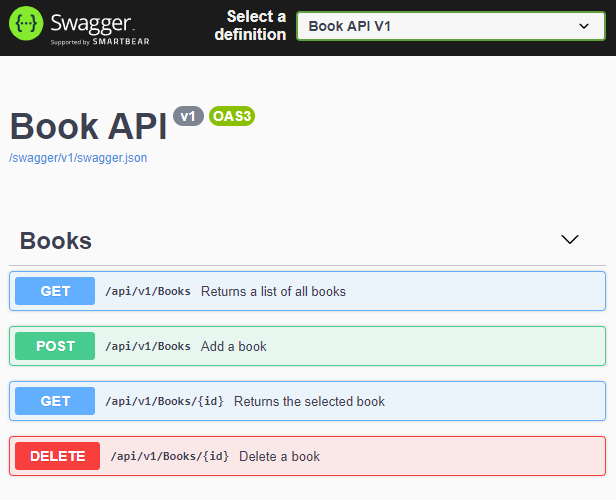 {···} Swagger
Supported by SMARTBEAR
Select a
definition
Book API V1
Book API v1 OAS3
/swagger/v1/swagger.json
Books
GET /api/v1/Books Returns a list of all books
POST /api/v1/Books Add a book
GET /api/v1/Books/{id} Returns the selected book
DELETE /api/v1/Books/{id} Delete a book